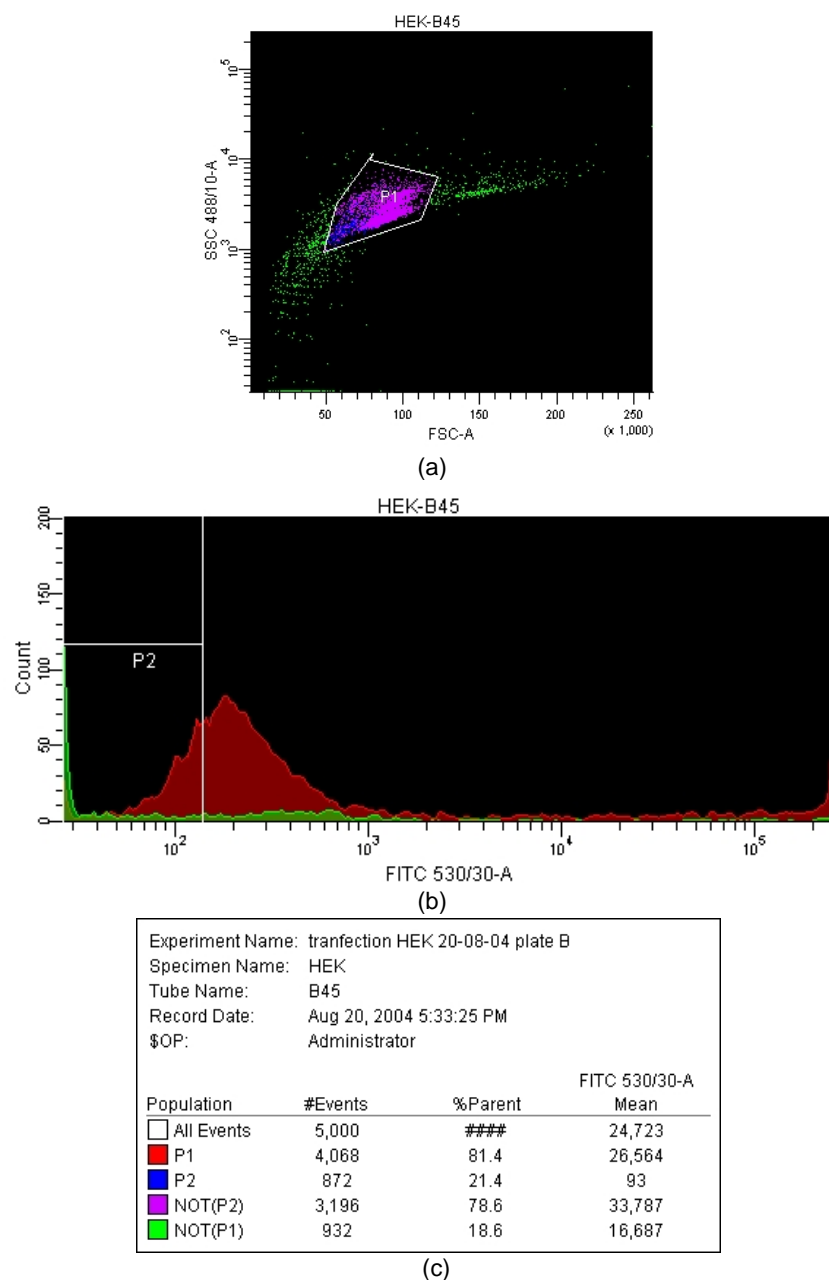 HEK-B45
SSC 488/10-A
10^5
10^4
10^3
10^2
P1
50 100 150 200 250
FSC-A (x 1,000)
(a)
HEK-B45
Count
200
150
100
50
0
P2
10^2 10^3 10^4 10^5
FITC 530/30-A
(b)
Experiment Name: tranfection HEK 20-08-04 plate B
Specimen Name: HEK
Tube Name: B45
Record Date: Aug 20, 2004 5:33:25 PM
$OP: Administrator
FITC 530/30-A
Population #Events %Parent Mean
All Events 5,000 #### 24,723
P1 4,068 81.4 26,564
P2 872 21.4 93
NOT(P2) 3,196 78.6 33,787
NOT(P1) 932 18.6 16,687
(c)